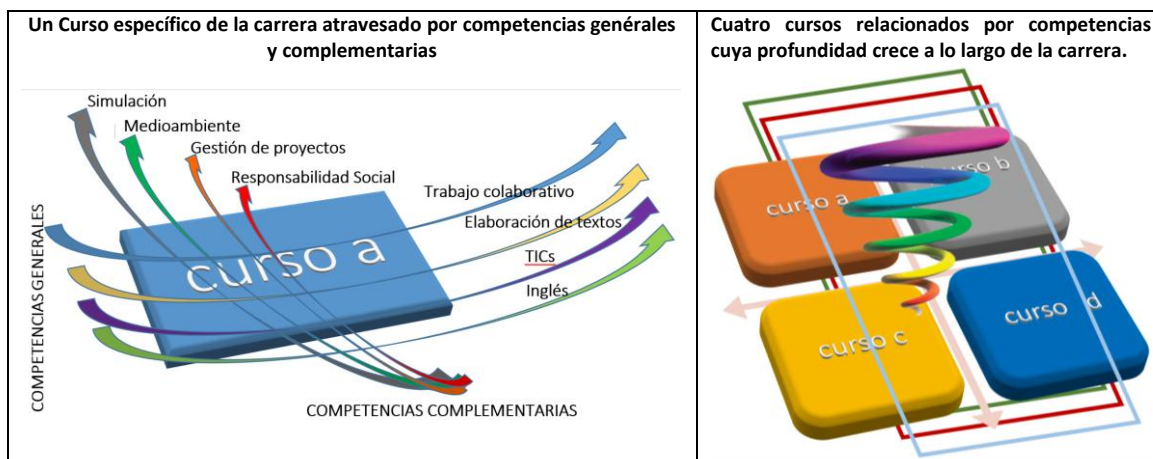 Un Curso específico de la carrera atravesado por competencias genérales
y complementarias
Simulación
Medioambiente
Gestión de proyectos
Responsabilidad Social
Trabajo colaborativo
Elaboración de textos
TICs
Inglés
curso a
COMPETENCIAS GENERALES
COMPETENCIAS COMPLEMENTARIAS
Cuatro cursos relacionados por competencias
cuya profundidad crece a lo largo de la carrera.
curso a
curso b
curso c
curso d